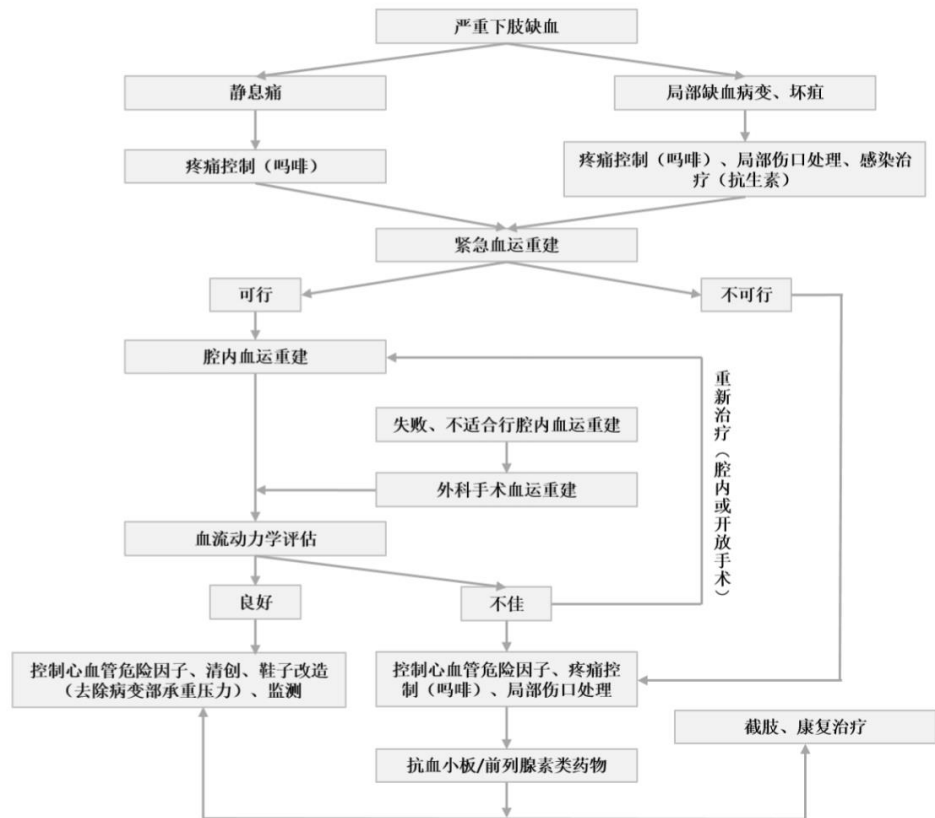 严重下肢缺血
静息痛
局部缺血病变、坏疽
疼痛控制（吗啡）
疼痛控制（吗啡）、局部伤口处理、感染治
疗（抗生素）
紧急血运重建
可行
不可行
腔内血运重建
重新治疗（腔内或开放手术）
失败、不适合行腔内血运重建
外科手术血运重建
血流动力学评估
良好
不佳
控制心血管危险因子、清创、鞋子改造
（去除病变部承重压力）、监测
控制心血管危险因子、疼痛控
制（吗啡）、局部伤口处理
截肢、康复治疗
抗血小板/前列腺素类药物